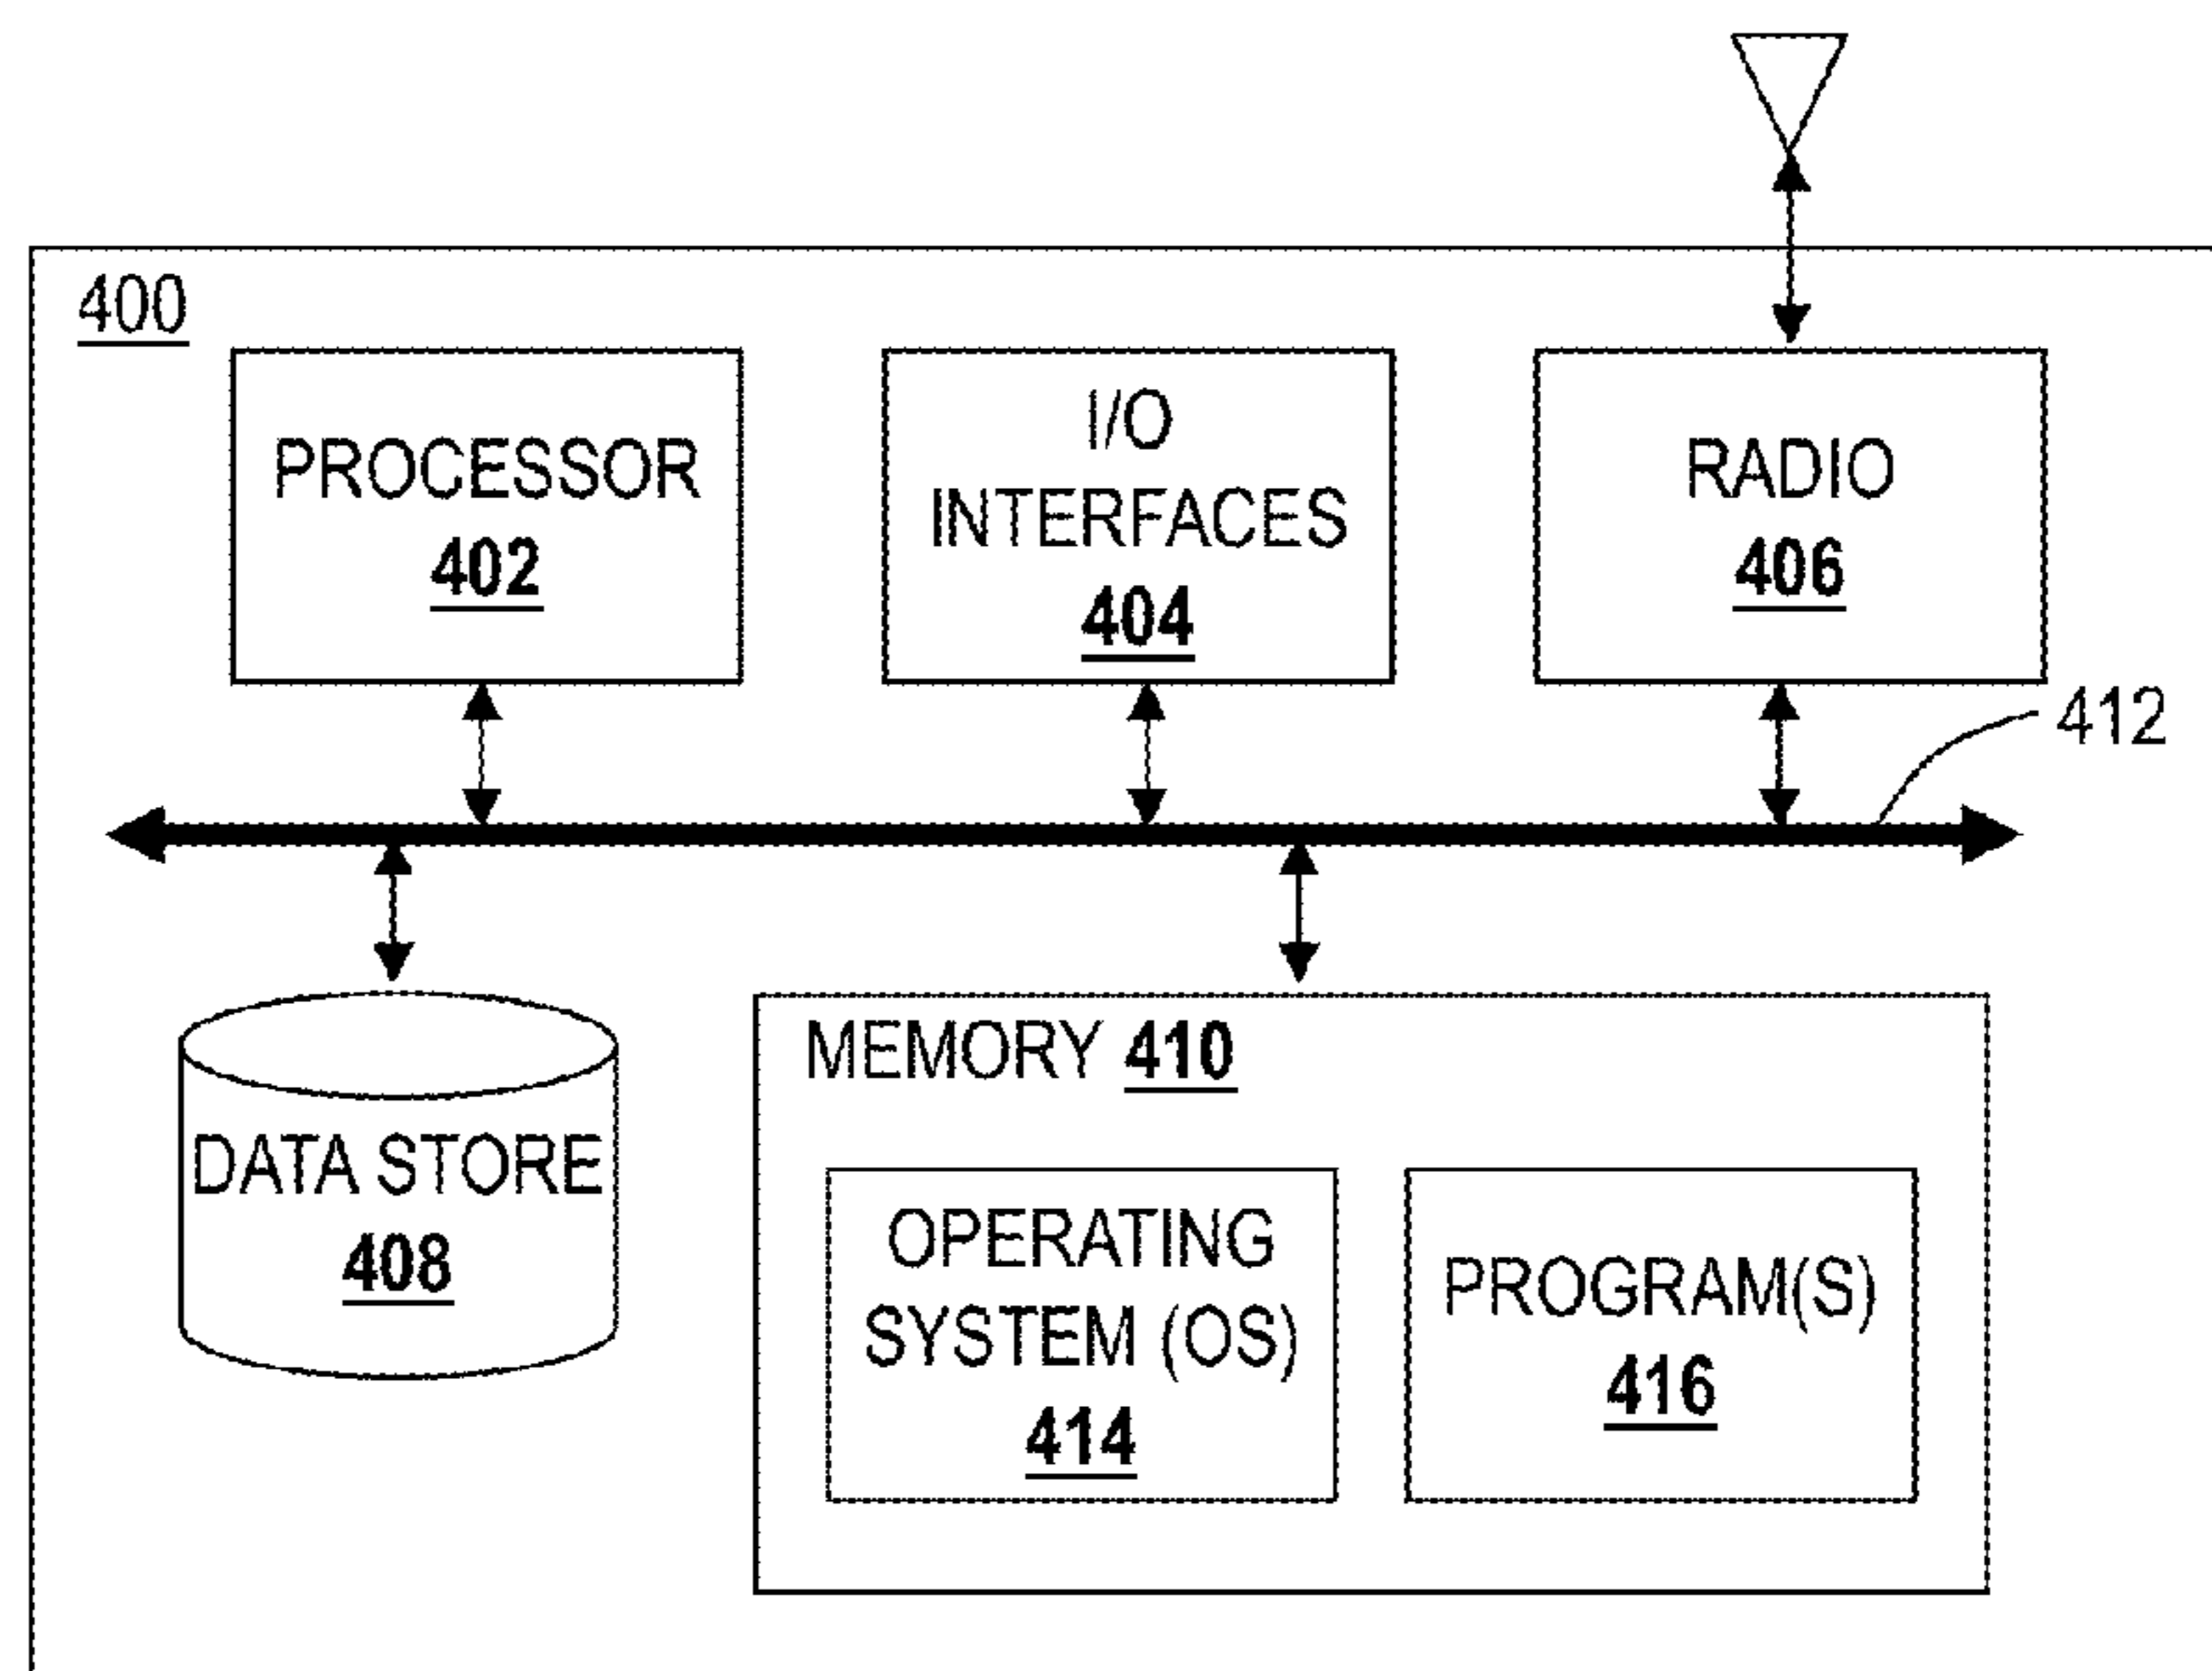 400
PROCESSOR
402
I/O
INTERFACES
404
RADIO
406
412
DATA STORE
408
MEMORY 410
OPERATING
SYSTEM (OS)
414
PROGRAM(S)
416